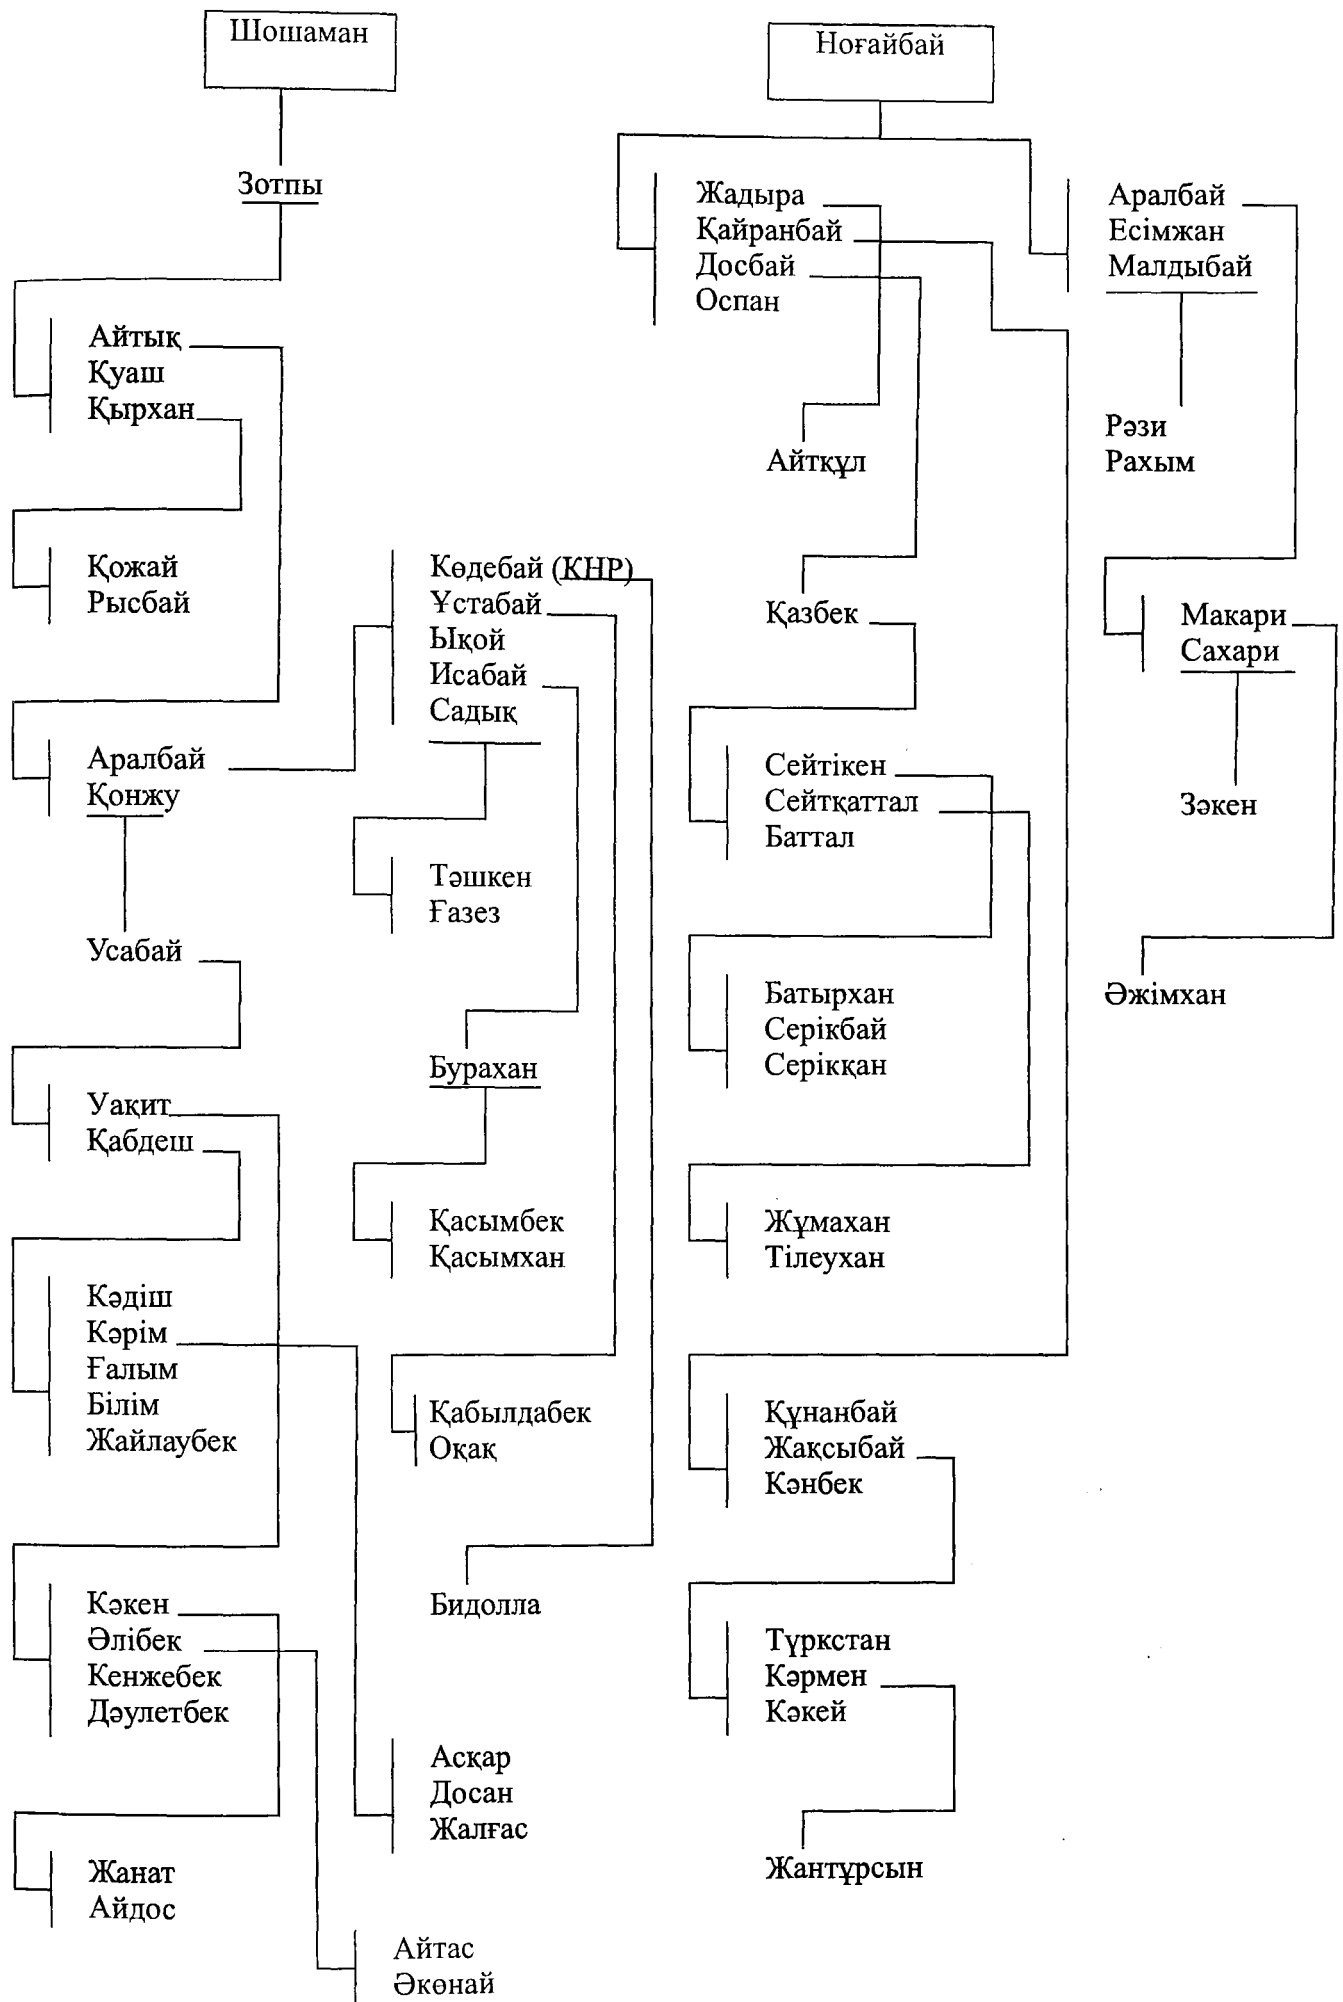 Шошаман
Зотпы
Айтық
Қуаш
Қырхан
Қожай
Рысбай
Аралбай
Қонжу
Усабай
Уақит
Қабдеш
Кәдіш
Кәрім
Ғалым
Білім
Жайлаубек
Кәкен
Әлібек
Кенжебек
Дәулетбек
Жанат
Айдос
Көдебай (КНР)
Ұстабай
Ықой
Исабай
Садық
Тәшкен
Ғазез
Бурахан
Қасымбек
Қасымхан
Қабылдабек
Оқақ
Бидолла
Асқар
Досан
Жалғас
Айтас
Әкөнай
Ноғайбай
Жадыра
Қайранбай
Досбай
Оспан
Айтқұл
Қазбек
Сейтікен
Сейтқаттал
Баттал
Батырхан
Серікбай
Серіққан
Жұмахан
Тілеухан
Құнанбай
Жақсыбай
Кәнбек
Түркстан
Кәрмен
Кәкей
Жантұрсын
Аралбай
Есімжан
Малдыбай
Рәзи
Рахым
Макари
Сахари
Зәкен
Әжімхан